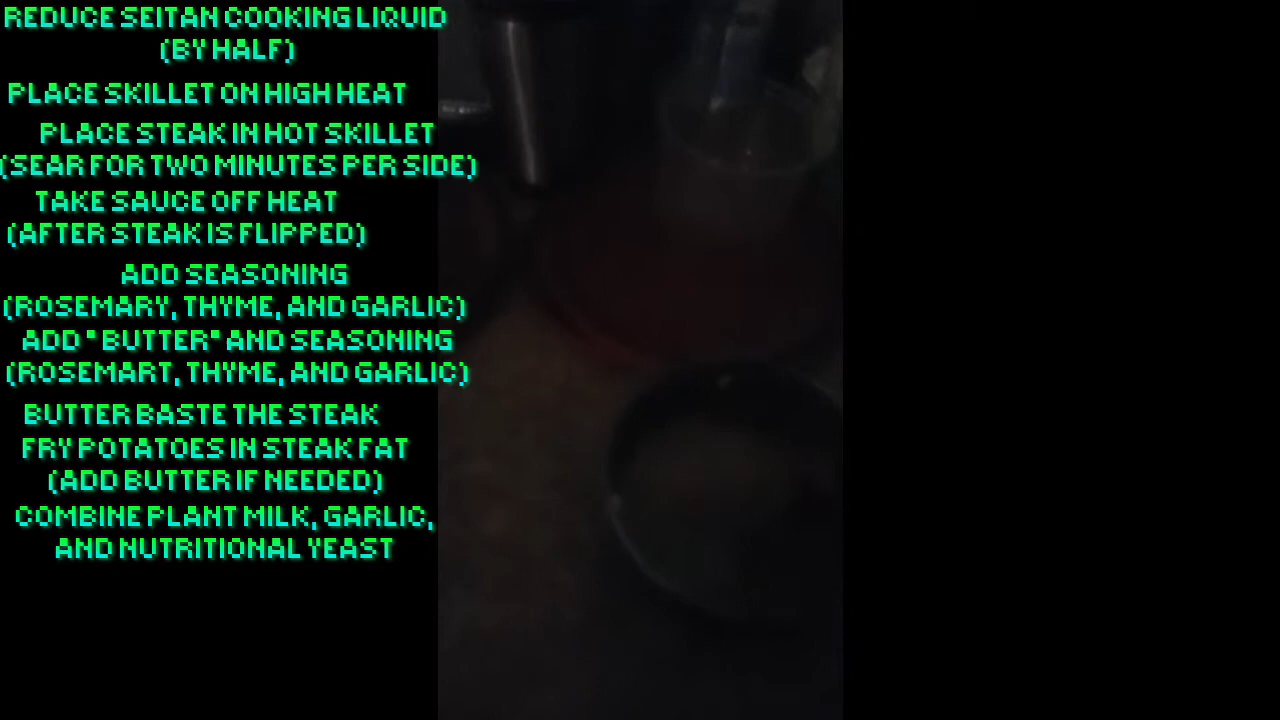 REDUCE SEITAN COOKING LIQUID
(BY HALF)
PLACE SKILLET ON HIGH HEAT
PLACE STEAK IN HOT SKILLET
(SEAR FOR TWO MINUTES PER SIDE)
TAKE SAUCE OFF HEAT
(AFTER STEAK IS FLIPPED)
ADD SEASONING
(ROSEMARY, THYME, AND GARLIC)
ADD "BUTTER" AND SEASONING
(ROSEMART, THYME, AND GARLIC)
BUTTER BASTE THE STEAK
FRY POTATOES IN STEAK FAT
(ADD BUTTER IF NEEDED)
COMBINE PLANT MILK, GARLIC,
AND NUTRITIONAL YEAST